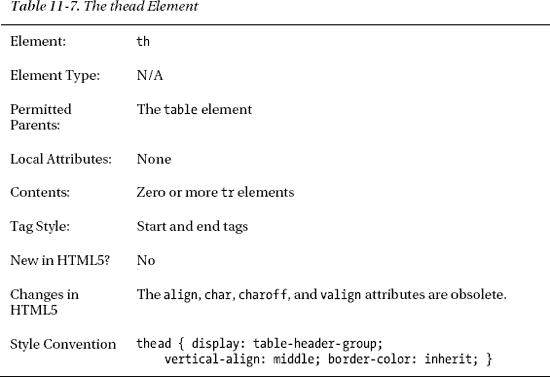 Table 11-7. The thead Element
Element: th
Element Type: N/A
Permitted Parents: The table element
Local Attributes: None
Contents: Zero or more tr elements
Tag Style: Start and end tags
New in HTML5? No
Changes in HTML5 The align, char, charoff, and valign attributes are obsolete.
Style Convention thead { display: table-header-group;
vertical-align: middle; border-color: inherit; }